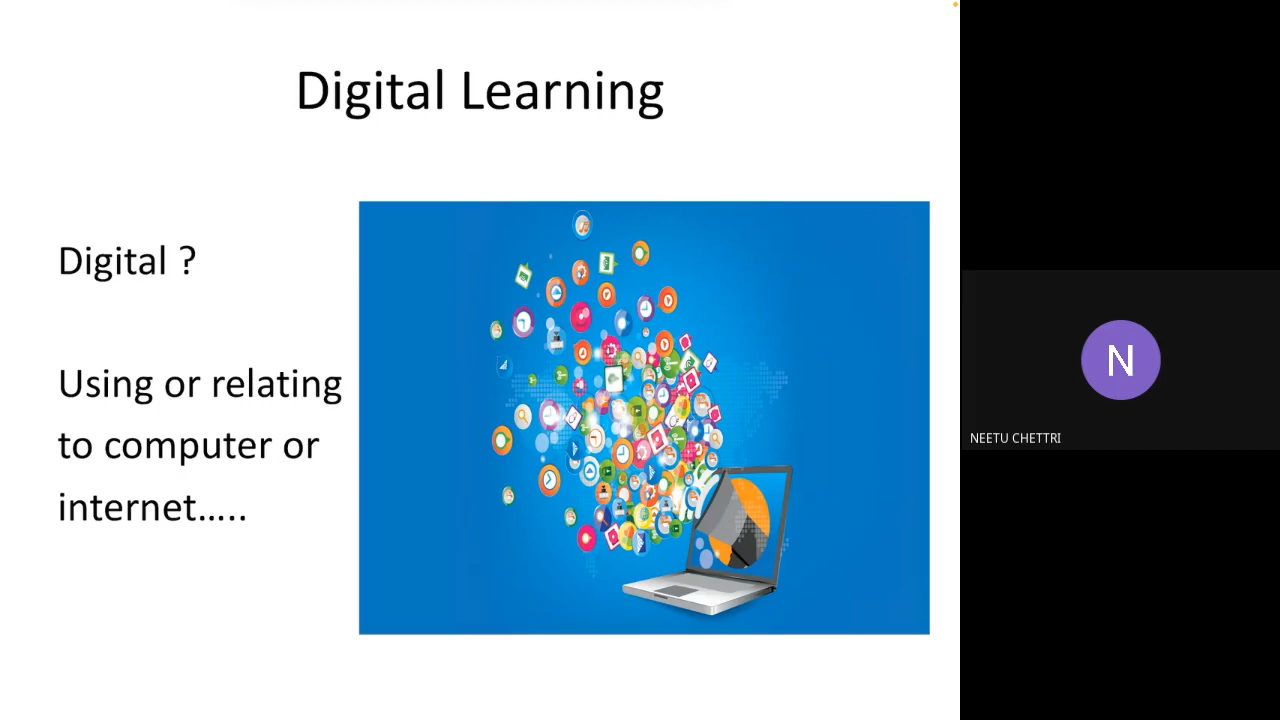 Digital Learning
Digital ?
Using or relating
to computer or
internet…..
N
NEETU CHETTRI